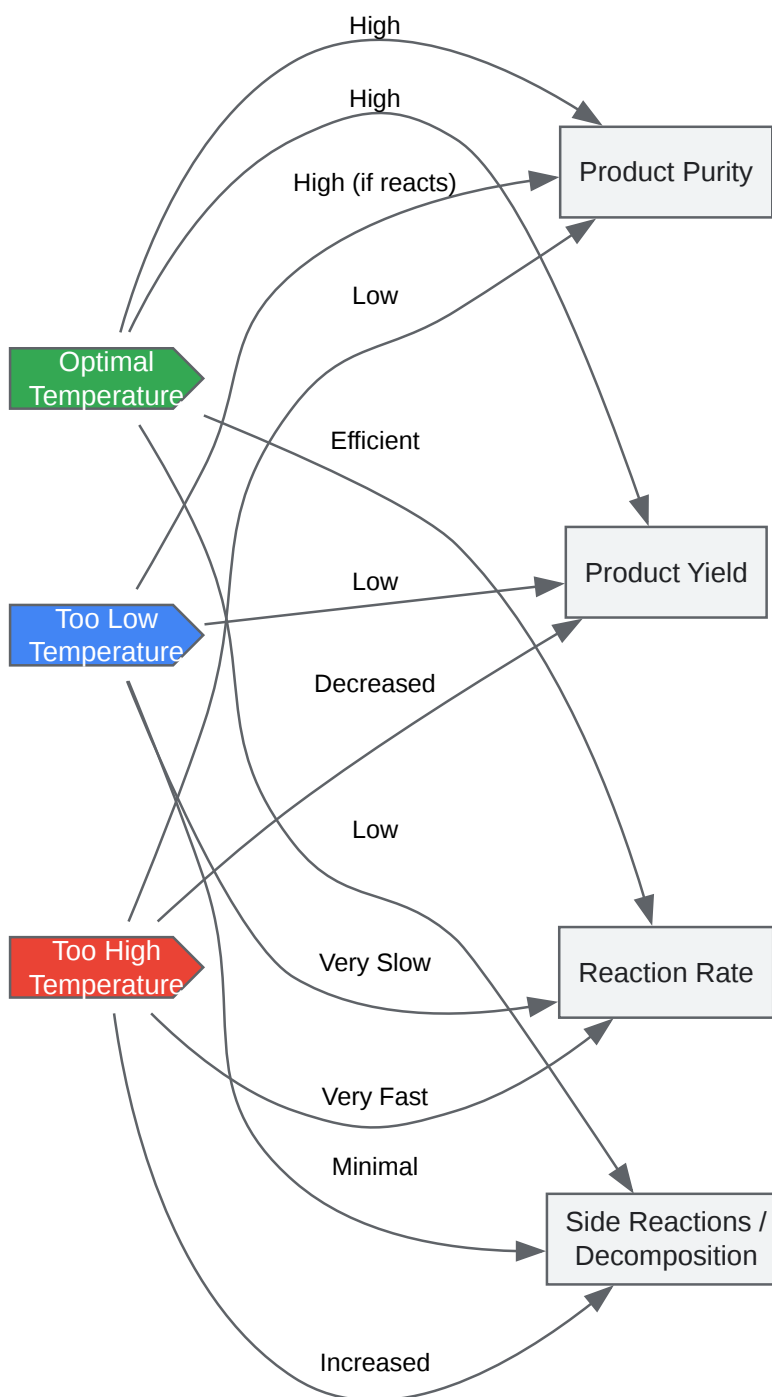 High
High
Product Purity
High (if reacts)
Low
Optimal
Temperature
Efficient
Product Yield
Low
Too Low
Temperature
Decreased
Low
Too High
Temperature
Very Slow
Reaction Rate
Very Fast
Minimal
Side Reactions /
Decomposition
Increased